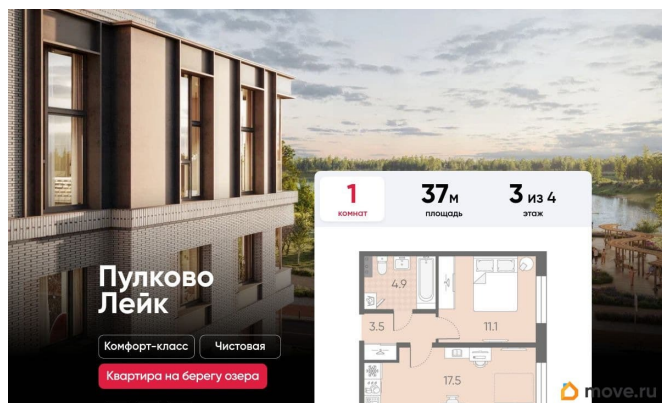 1
комнат
37м
площадь
3 из 4
этаж
Пулково
Лейк
Комфорт-класс
Чистовая
Квартира на берегу озера
4.9
3.5
11.1
17.5
move.ru